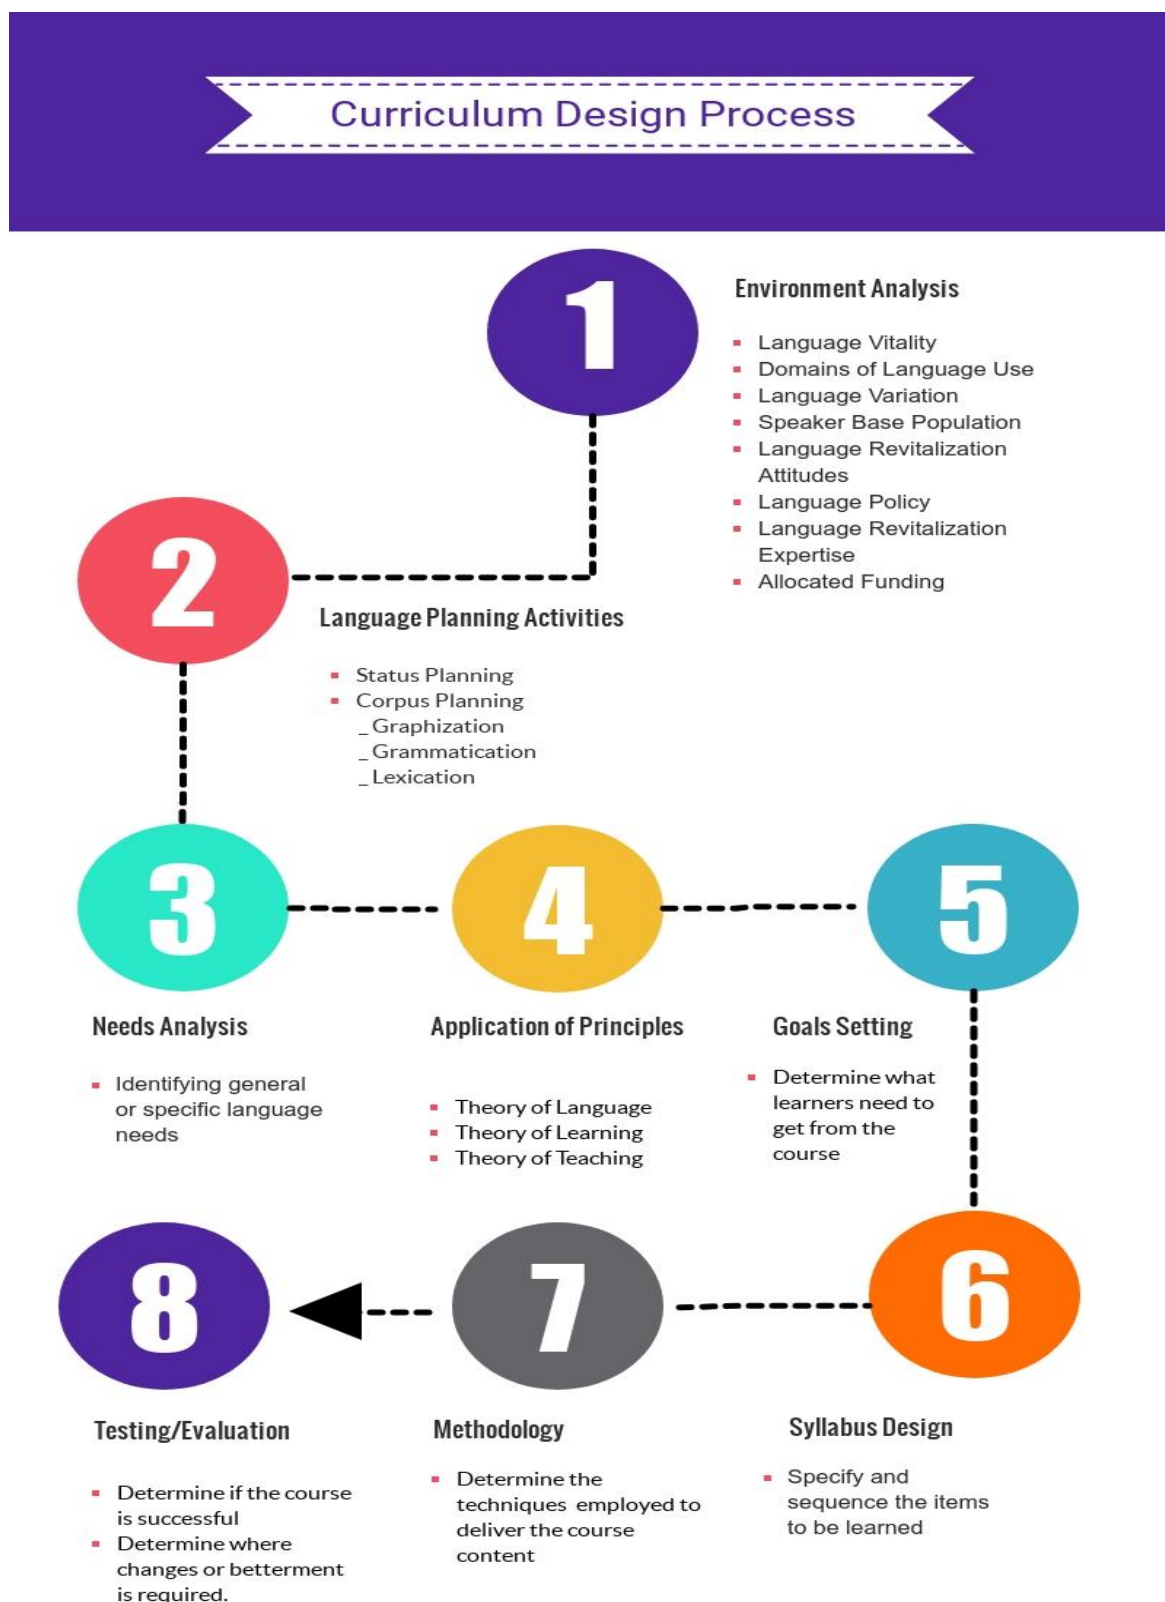 Curriculum Design Process
1
Environment Analysis
▪ Language Vitality
▪ Domains of Language Use
▪ Language Variation
▪ Speaker Base Population
▪ Language Revitalization
Attitudes
▪ Language Policy
▪ Language Revitalization
Expertise
▪ Allocated Funding
2
Language Planning Activities
▪ Status Planning
▪ Corpus Planning
_ Graphization
_ Grammatication
_ Lexication
3
Needs Analysis
▪ Identifying general
or specific language
needs
4
Application of Principles
▪ Theory of Language
▪ Theory of Learning
▪ Theory of Teaching
5
Goals Setting
▪ Determine what
learners need to
get from the
course
6
Syllabus Design
▪ Specify and
sequence the items
to be learned
7
Methodology
▪ Determine the
techniques employed to
deliver the course
content
8
Testing/Evaluation
▪ Determine if the course
is successful
▪ Determine where
changes or betterment
is required.